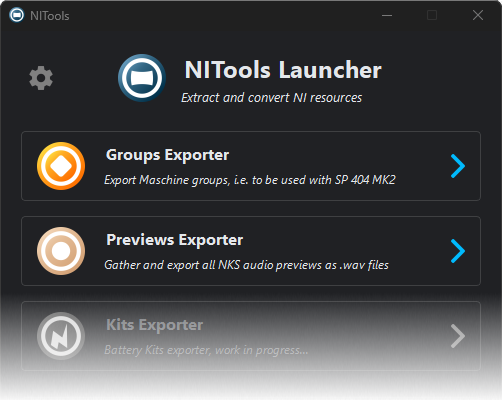 NITools
NITools Launcher
Extract and convert NI resources
Groups Exporter
Export Maschine groups, i.e. to be used with SP 404 MK2
Previews Exporter
Gather and export all NKS audio previews as .wav files
Kits Exporter
Battery Kits exporter, work in progress...